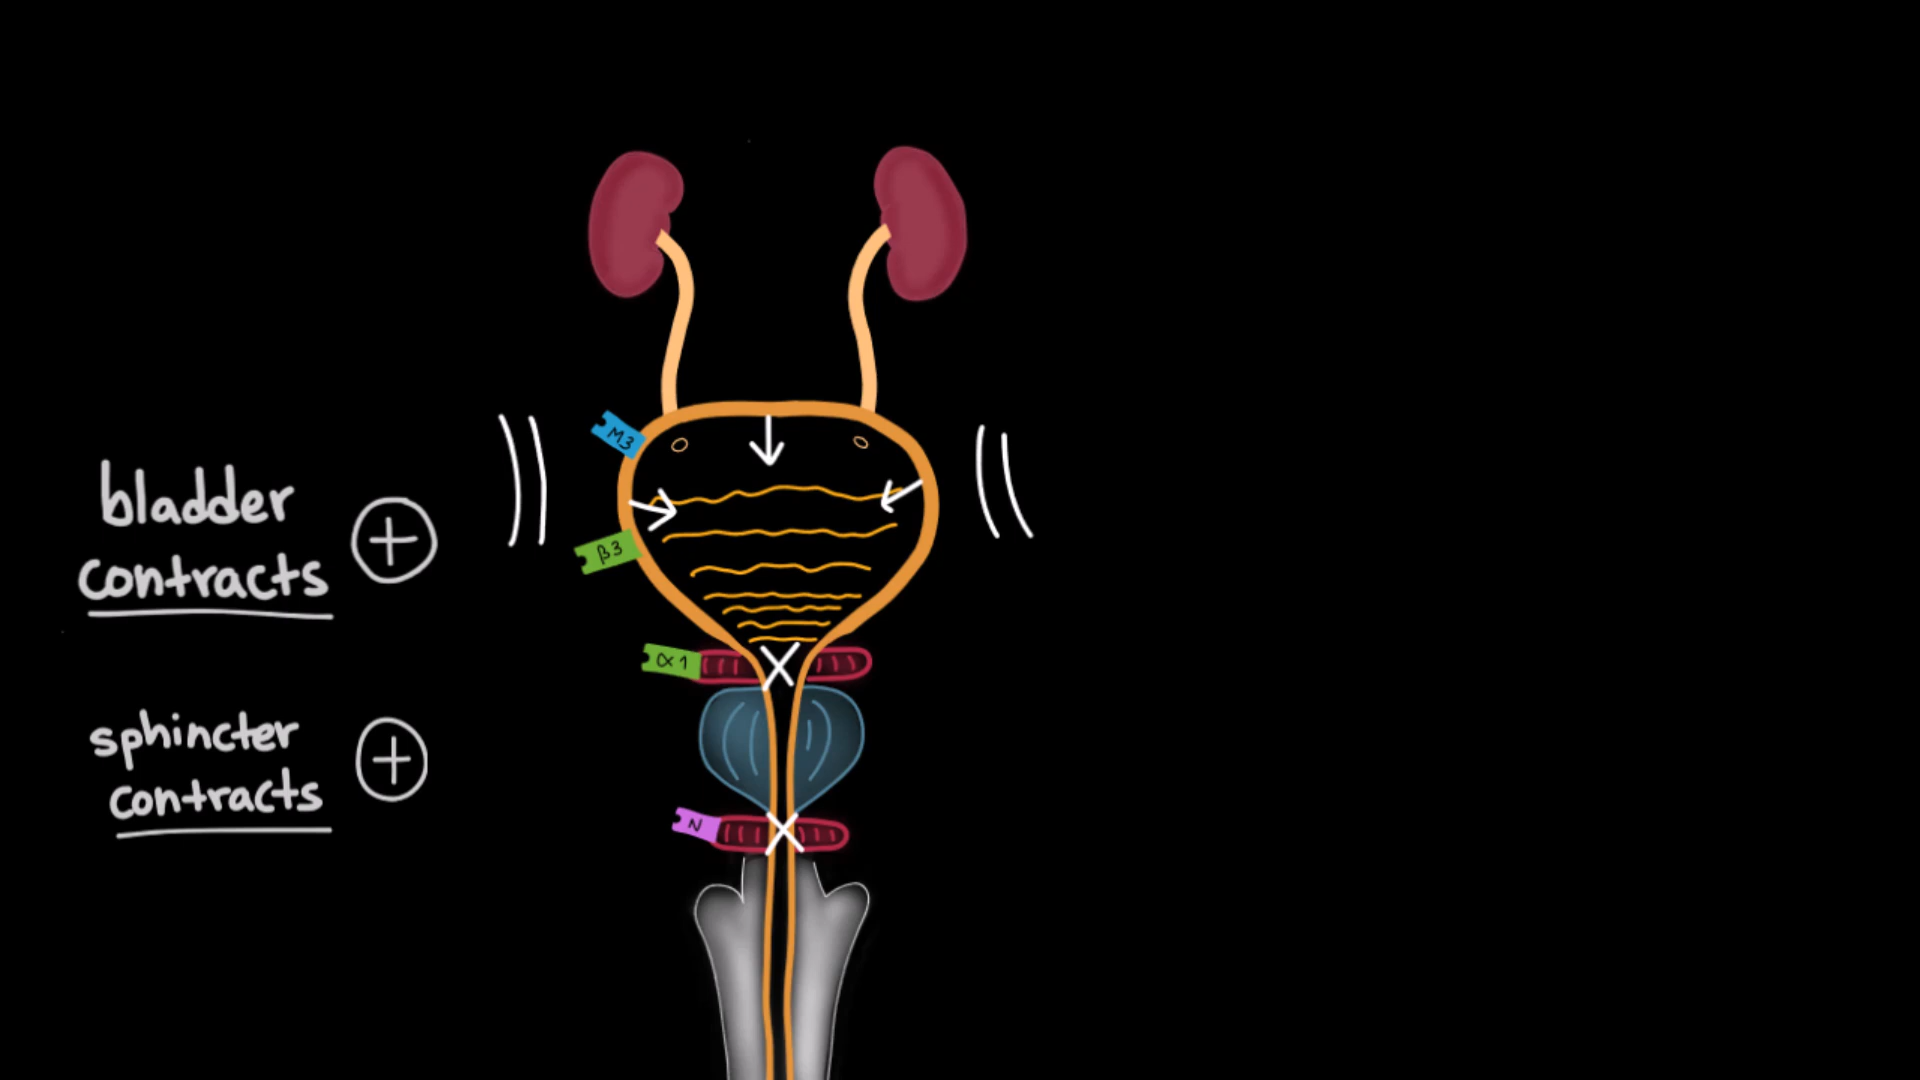 M3
bladder
contracts +
β3
α1
sphincter
contracts +
N